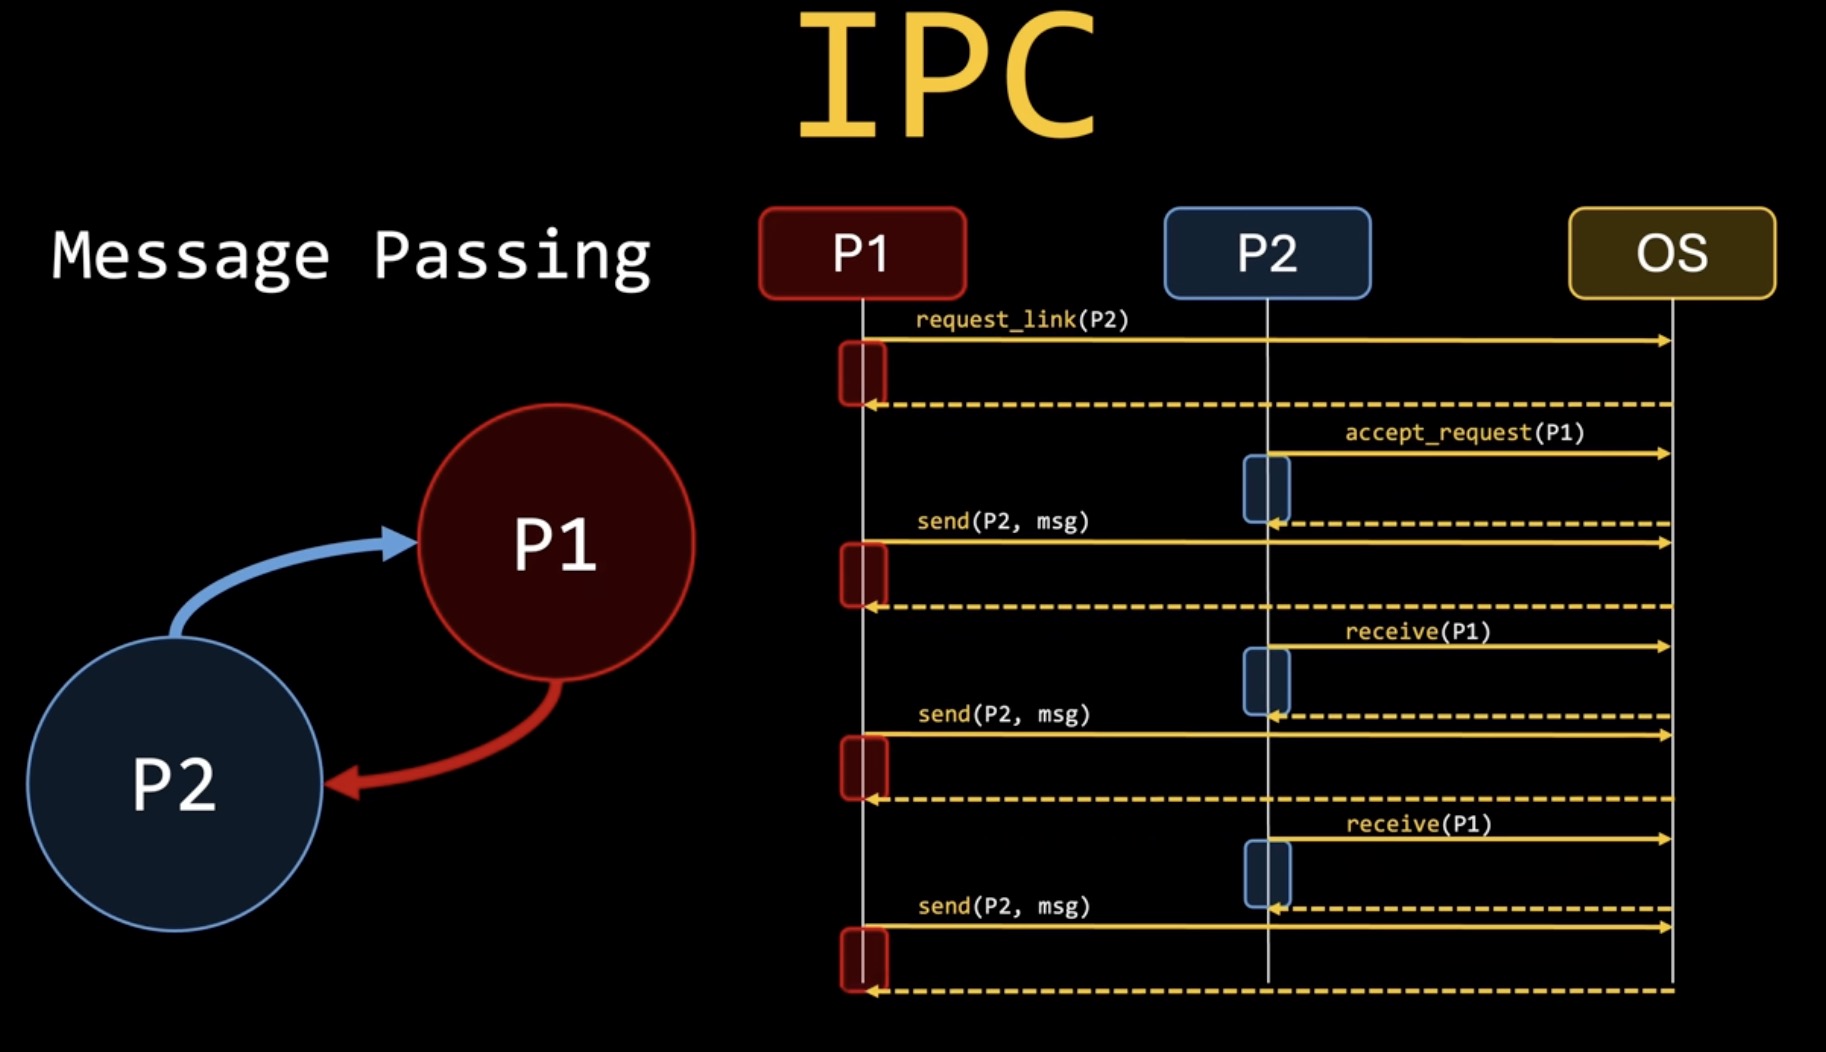 IPC
Message Passing
P1
P2
P1
P2
OS
request_link(P2)
accept_request(P1)
send(P2, msg)
receive(P1)
send(P2, msg)
receive(P1)
send(P2, msg)